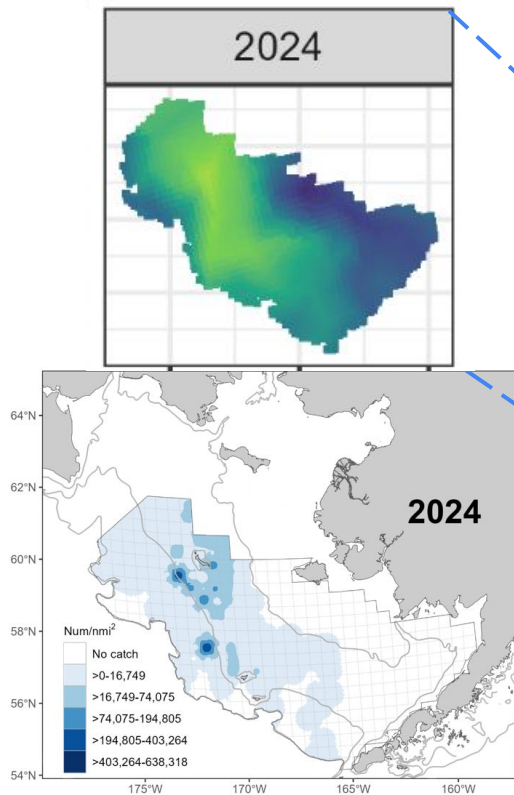 2024
64°N
62°N
60°N
58°N
56°N
54°N
2024
Num/nmi²
No catch
>0-16,749
>16,749-74,075
>74,075-194,805
>194,805-403,264
>403,264-638,318
175°W
170°W
165°W
160°W